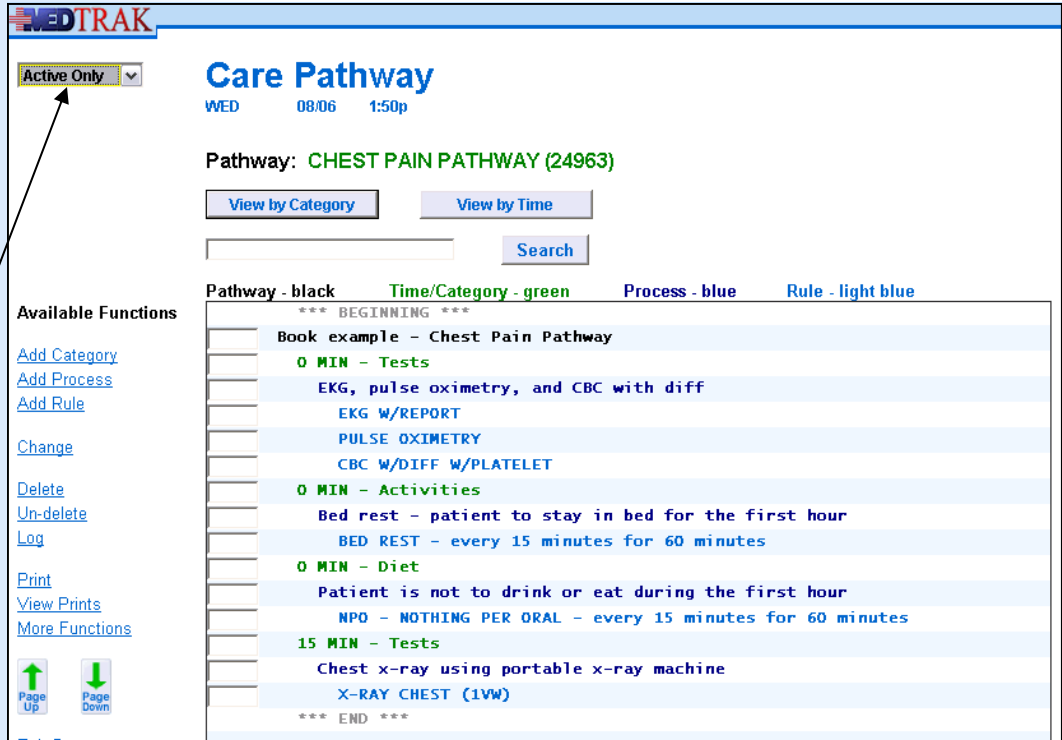 MEDTRAK
Active Only
Care Pathway
WED 08/06 1:50p
Pathway: CHEST PAIN PATHWAY (24963)
View by Category View by Time
Search
Pathway - black Time/Category - green Process - blue Rule - light blue
Available Functions
Add Category
Add Process
Add Rule
Change
Delete
Un-delete
Log
Print
View Prints
More Functions
Page Up
Page Down
*** BEGINNING ***
Book example - Chest Pain Pathway
0 MIN - Tests
EKG, pulse oximetry, and CBC with diff
EKG W/REPORT
PULSE OXIMETRY
CBC W/DIFF W/PLATELET
0 MIN - Activities
Bed rest - patient to stay in bed for the first hour
BED REST - every 15 minutes for 60 minutes
0 MIN - Diet
Patient is not to drink or eat during the first hour
NPO - NOTHING PER ORAL - every 15 minutes for 60 minutes
15 MIN - Tests
Chest x-ray using portable x-ray machine
X-RAY CHEST (1VW)
*** END ***